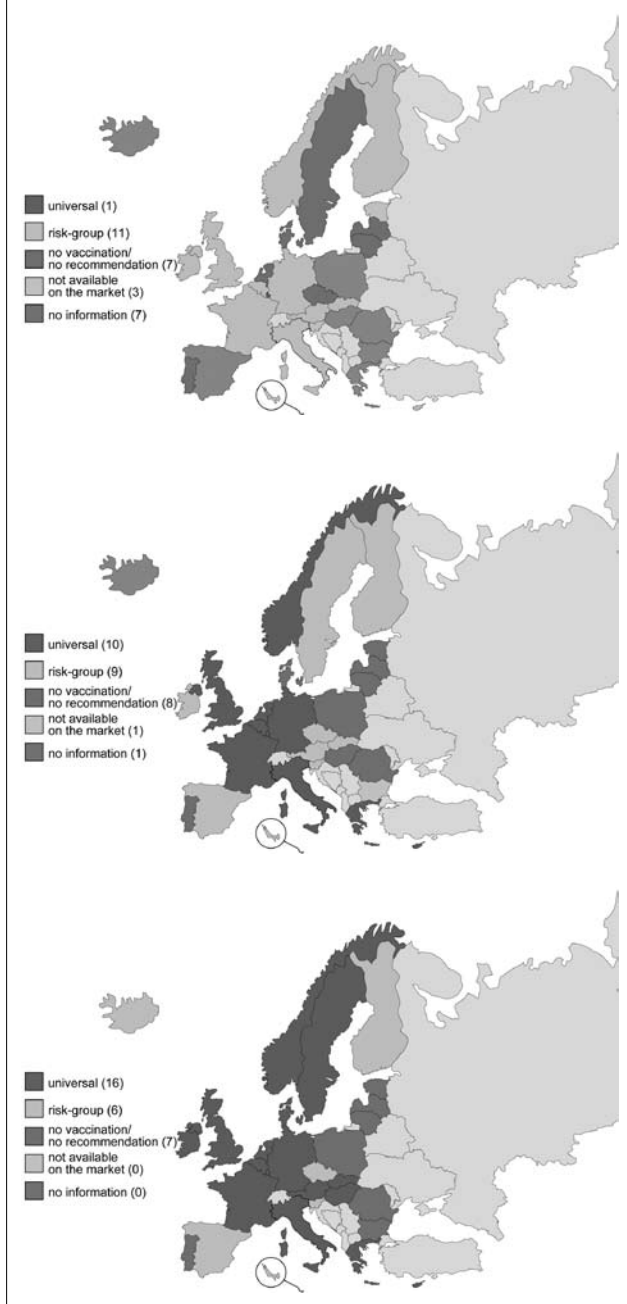 universal (1)
risk-group (11)
no vaccination/
no recommendation (7)
not available
on the market (3)
no information (7)
universal (10)
risk-group (9)
no vaccination/
no recommendation (8)
not available
on the market (1)
no information (1)
universal (16)
risk-group (6)
no vaccination/
no recommendation (7)
not available
on the market (0)
no information (0)